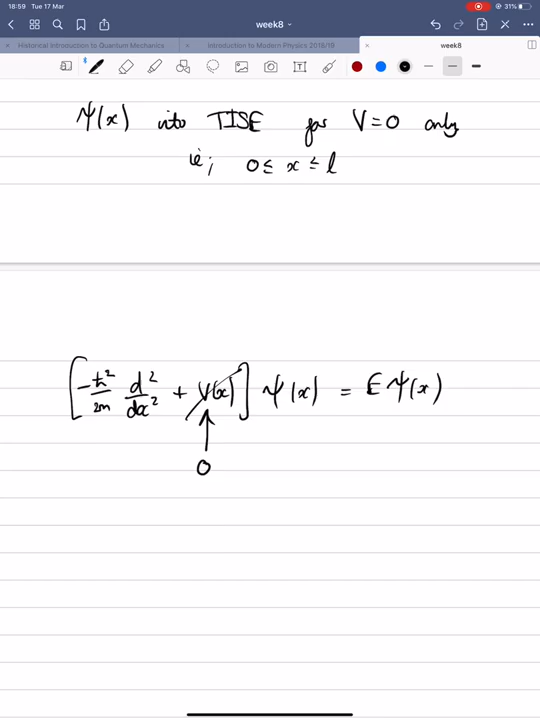 18:59 Tue 17 Mar
31%
week8
Historical Introduction to Quantum Mechanics
Introduction to Modern Physics 2018/19
week8
ψ(x) into TISE for V=0 only
ie; 0 ≤ x ≤ l
[-ħ²/2m d²/dx² + V(x)] ψ(x) = E ψ(x)
0